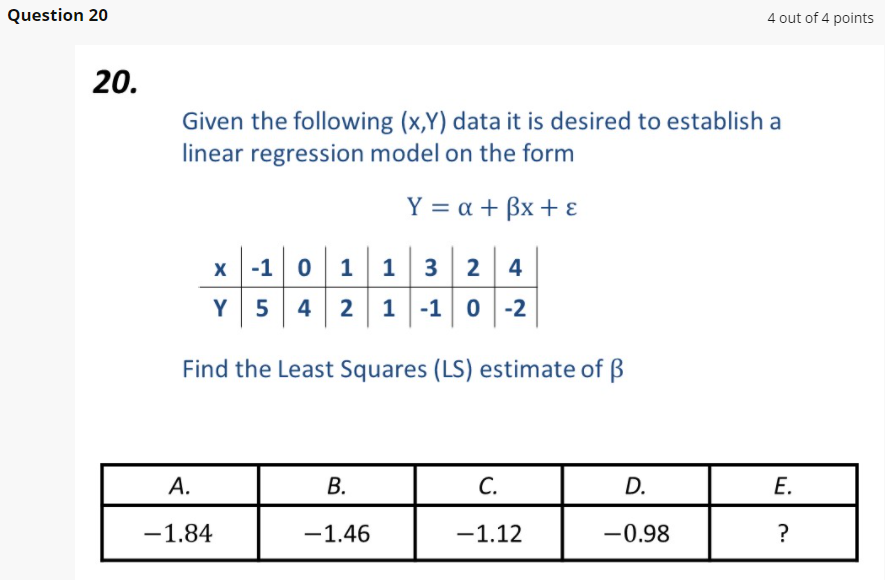 Question 20
4 out of 4 points
20.
Given the following (x,Y) data it is desired to establish a
linear regression model on the form
Y = α + βx + ε
x -1 0 1 1 3 2 4
Y 5 4 2 1 -1 0 -2
Find the Least Squares (LS) estimate of β
A. B. C. D. E.
−1.84 −1.46 −1.12 −0.98 ?